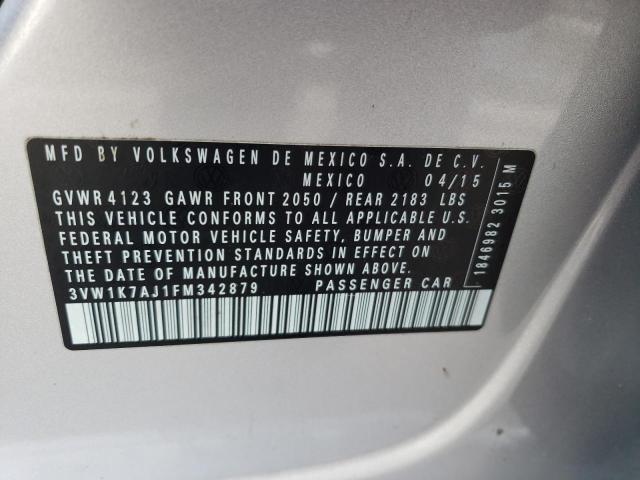 MFD BY VOLKSWAGEN DE MEXICO S.A. DE C.V.
MEXICO 04/15
GVWR 4123 GAWR FRONT 2050 / REAR 2183 LBS
THIS VEHICLE CONFORMS TO ALL APPLICABLE U.S.
FEDERAL MOTOR VEHICLE SAFETY, BUMPER AND
THEFT PREVENTION STANDARDS IN EFFECT ON
THE DATE OF MANUFACTURE SHOWN ABOVE.
3VW1K7AJ1FM342879 PASSENGER CAR
1846982 3015 M